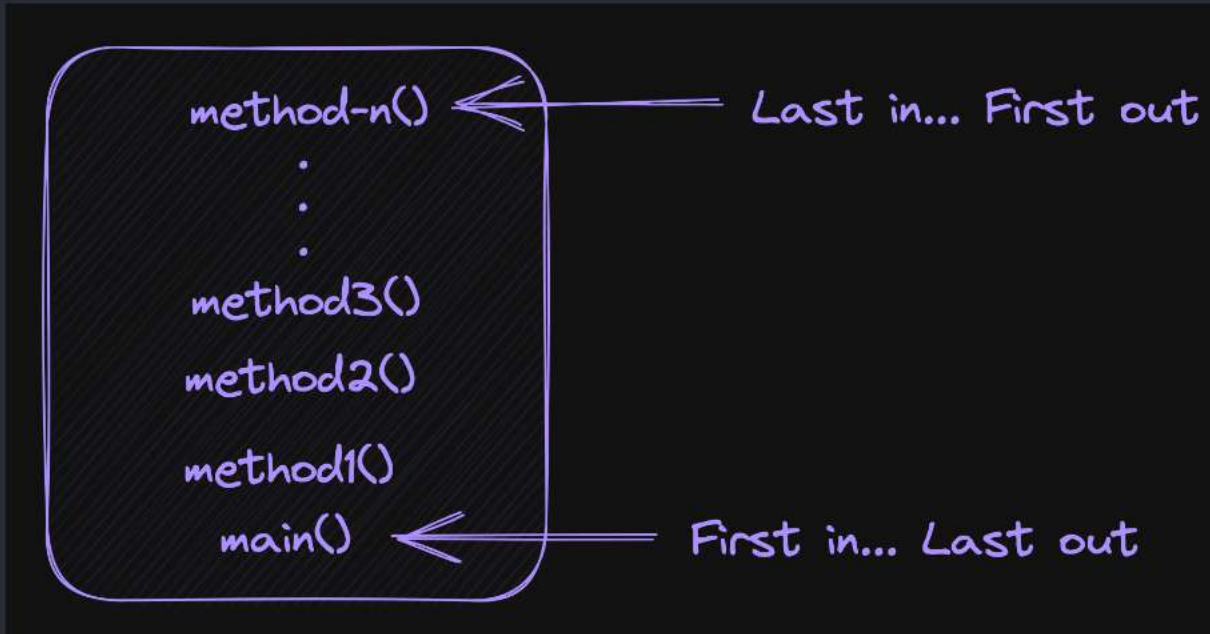 method-n() Last in... First out
.
.
.
method3()
method2()
method1()
main() First in... Last out